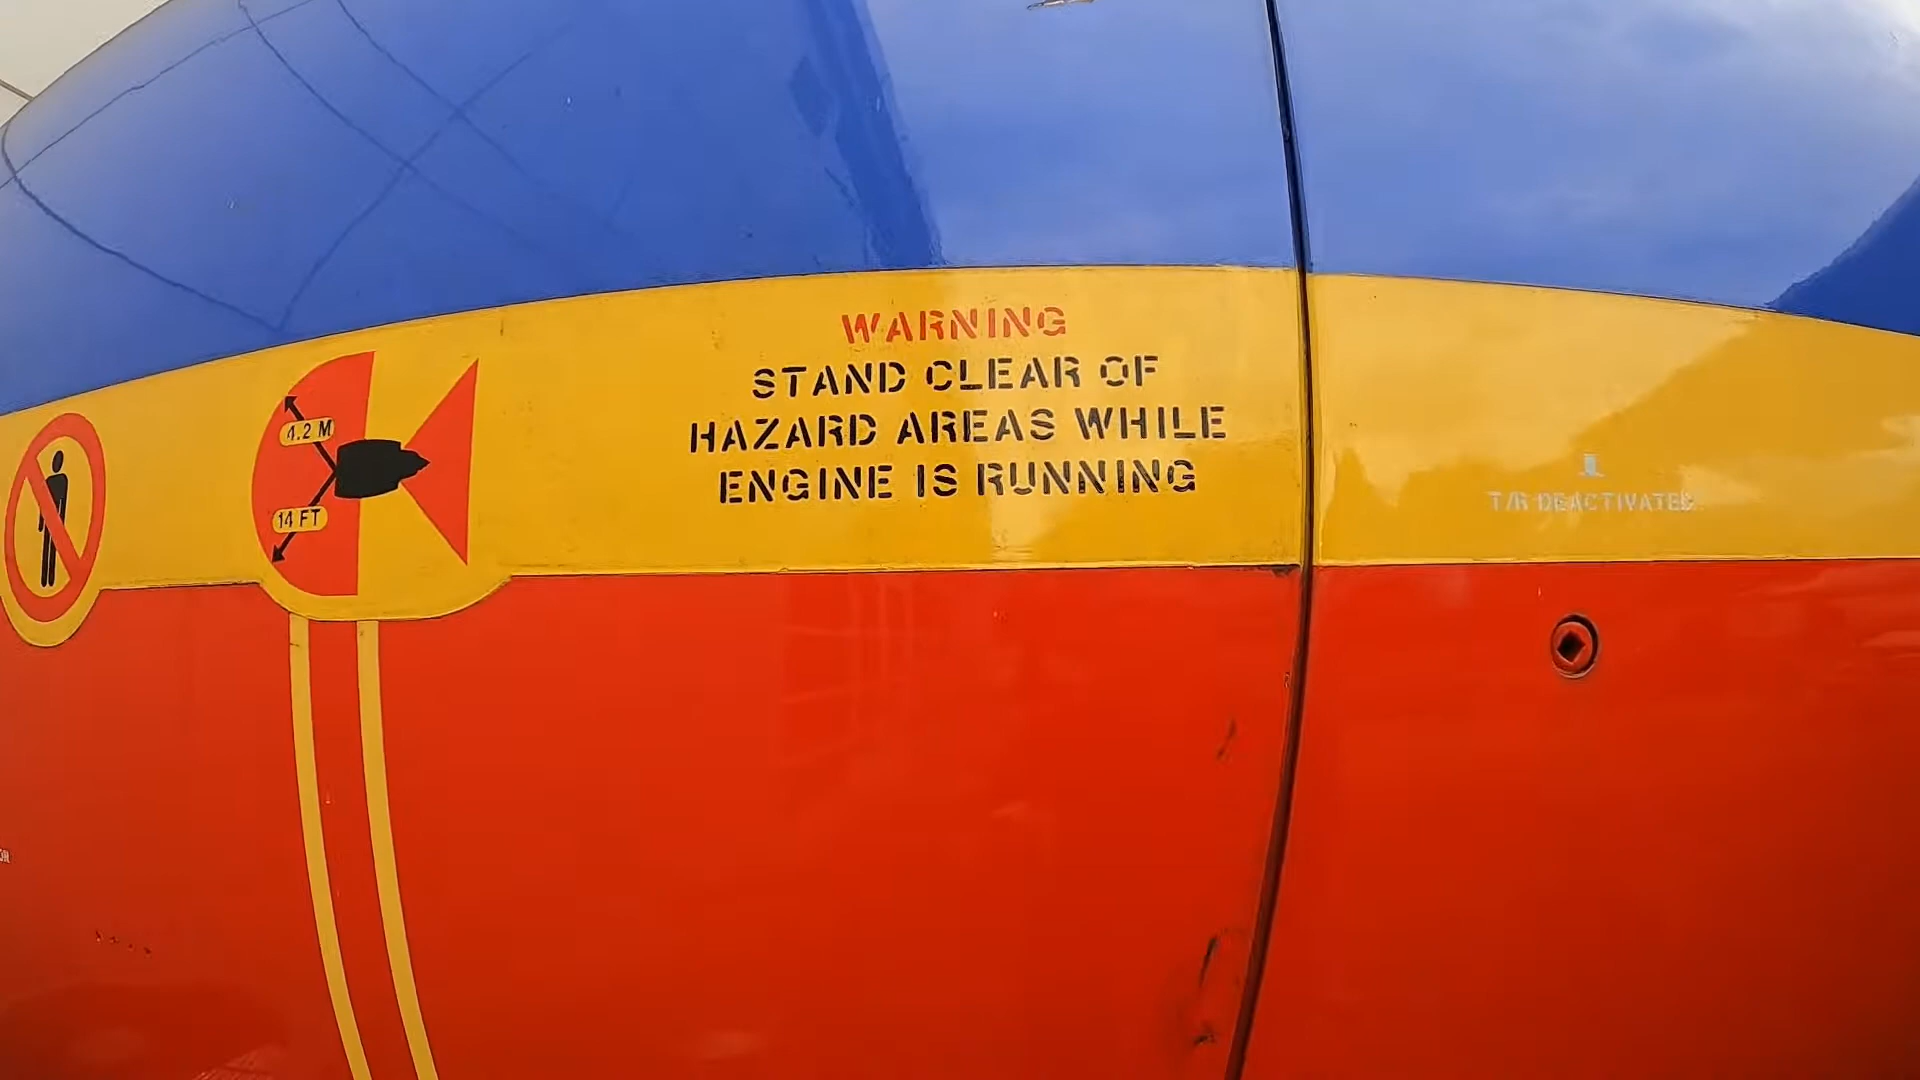 WARNING
STAND CLEAR OF
HAZARD AREAS WHILE
ENGINE IS RUNNING
4.2 M
14 FT
T/R DEACTIVATED